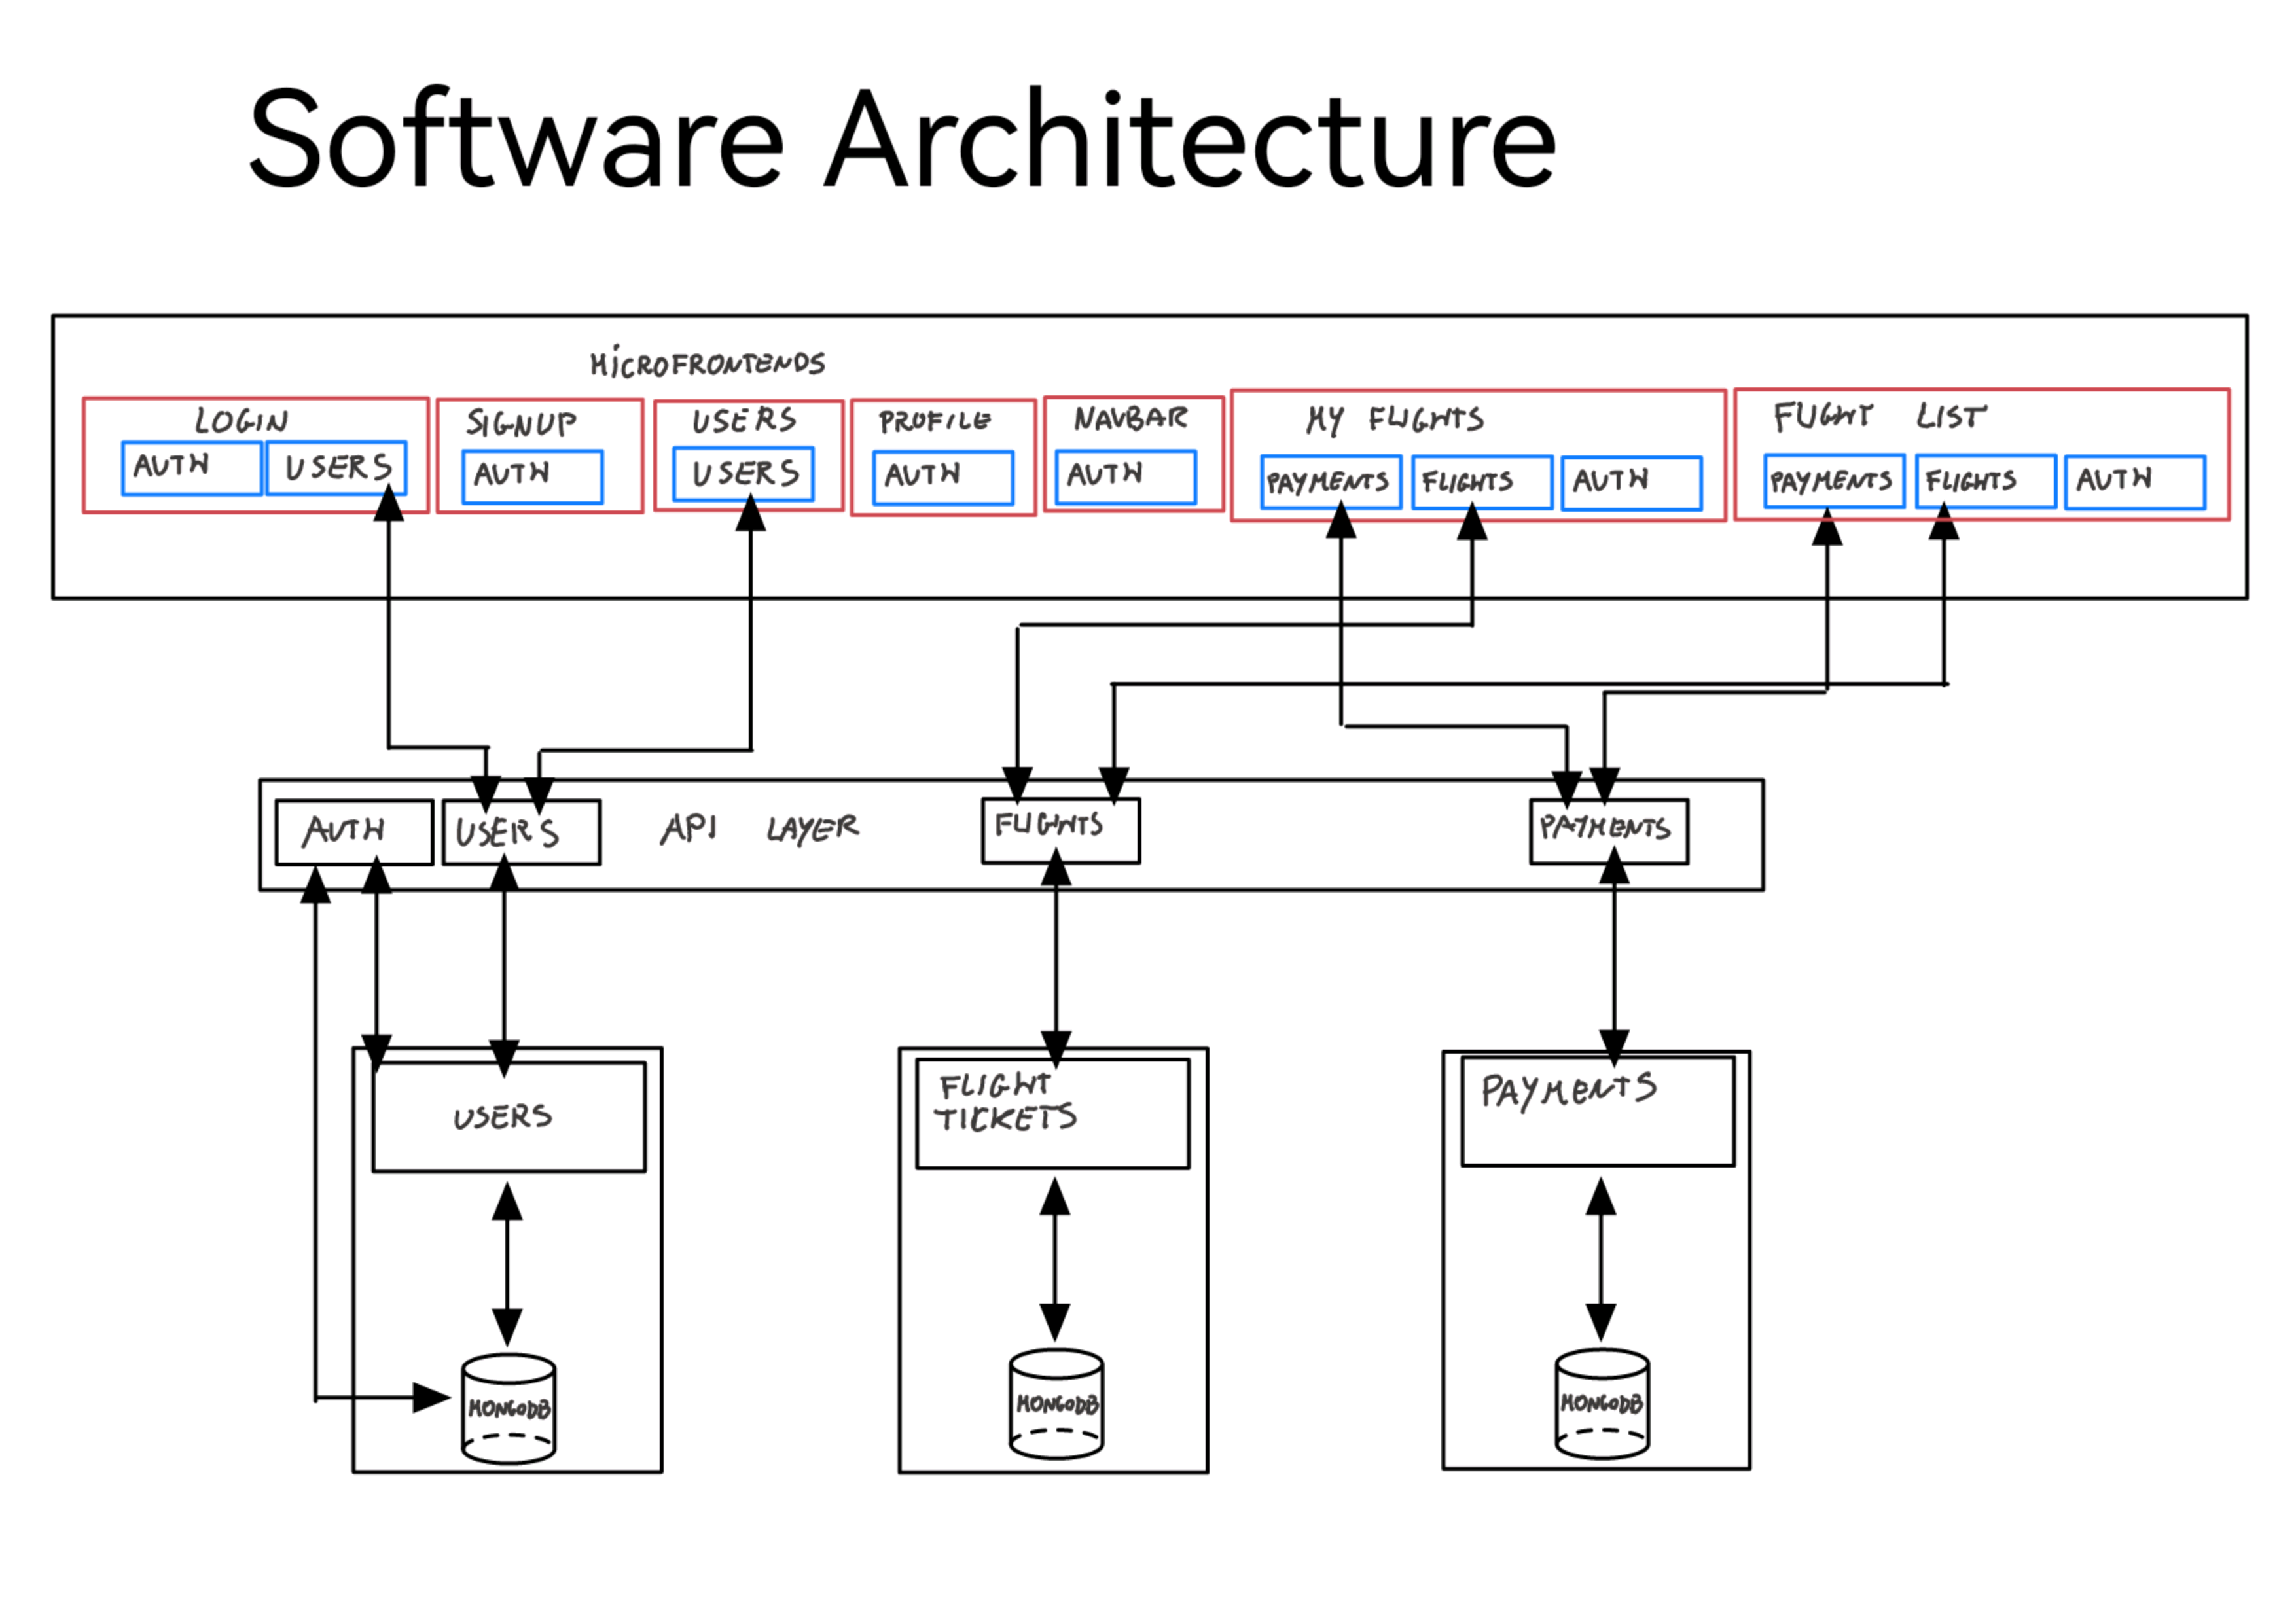 Software Architecture
MICROFRONTENDS
LOGIN
AUTH
USERS
SIGNUP
AUTH
USERS
USERS
PROFILE
AUTH
NAVBAR
AUTH
MY FLIGHTS
PAYMENTS
FLIGHTS
AUTH
FLIGHT LIST
PAYMENTS
FLIGHTS
AUTH
AUTH
USERS
API LAYER
FLIGHTS
PAYMENTS
USERS
FLIGHT
TICKETS
PAYMENTS
MONGODB
MONGODB
MONGODB